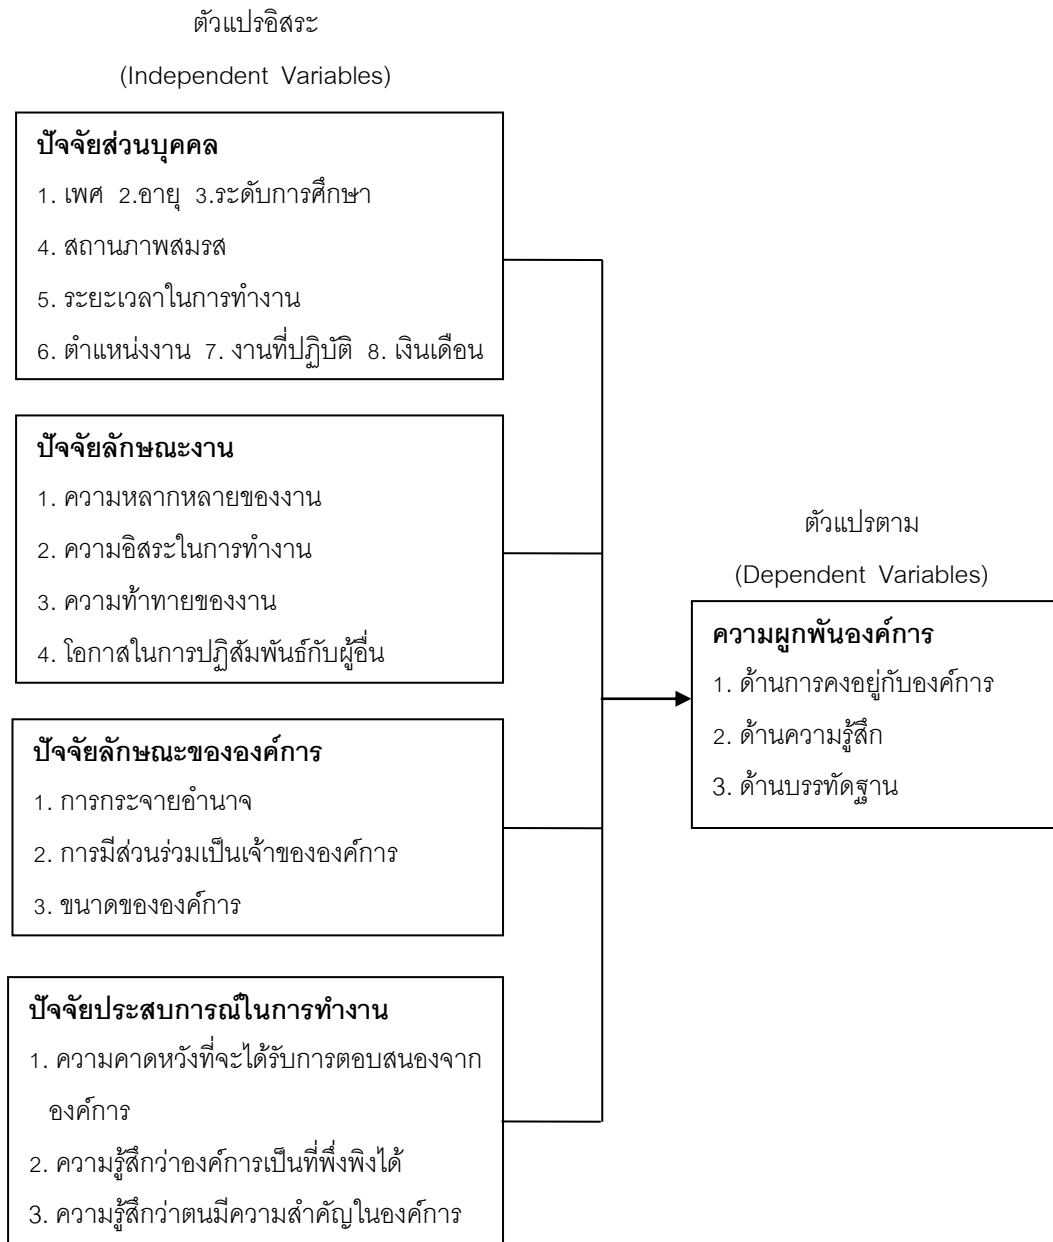 ตัวแปรอิสระ
(Independent Variables)
ปัจจัยส่วนบุคคล
1. เพศ 2.อายุ 3.ระดับการศึกษา
4. สถานภาพสมรส
5. ระยะเวลาในการทำงาน
6. ตำแหน่งงาน 7. งานที่ปฏิบัติ 8. เงินเดือน
ปัจจัยลักษณะงาน
1. ความหลากหลายของงาน
2. ความอิสระในการทำงาน
3. ความท้าทายของงาน
4. โอกาสในการปฏิสัมพันธ์กับผู้อื่น
ปัจจัยลักษณะขององค์การ
1. การกระจายอำนาจ
2. การมีส่วนร่วมเป็นเจ้าขององค์การ
3. ขนาดขององค์การ
ปัจจัยประสบการณ์ในการทำงาน
1. ความคาดหวังที่จะได้รับการตอบสนองจาก
องค์การ
2. ความรู้สึกว่าองค์การเป็นที่พึ่งพิงได้
3. ความรู้สึกว่าตนมีความสำคัญในองค์การ
ตัวแปรตาม
(Dependent Variables)
ความผูกพันองค์การ
1. ด้านการคงอยู่กับองค์การ
2. ด้านความรู้สึก
3. ด้านบรรทัดฐาน